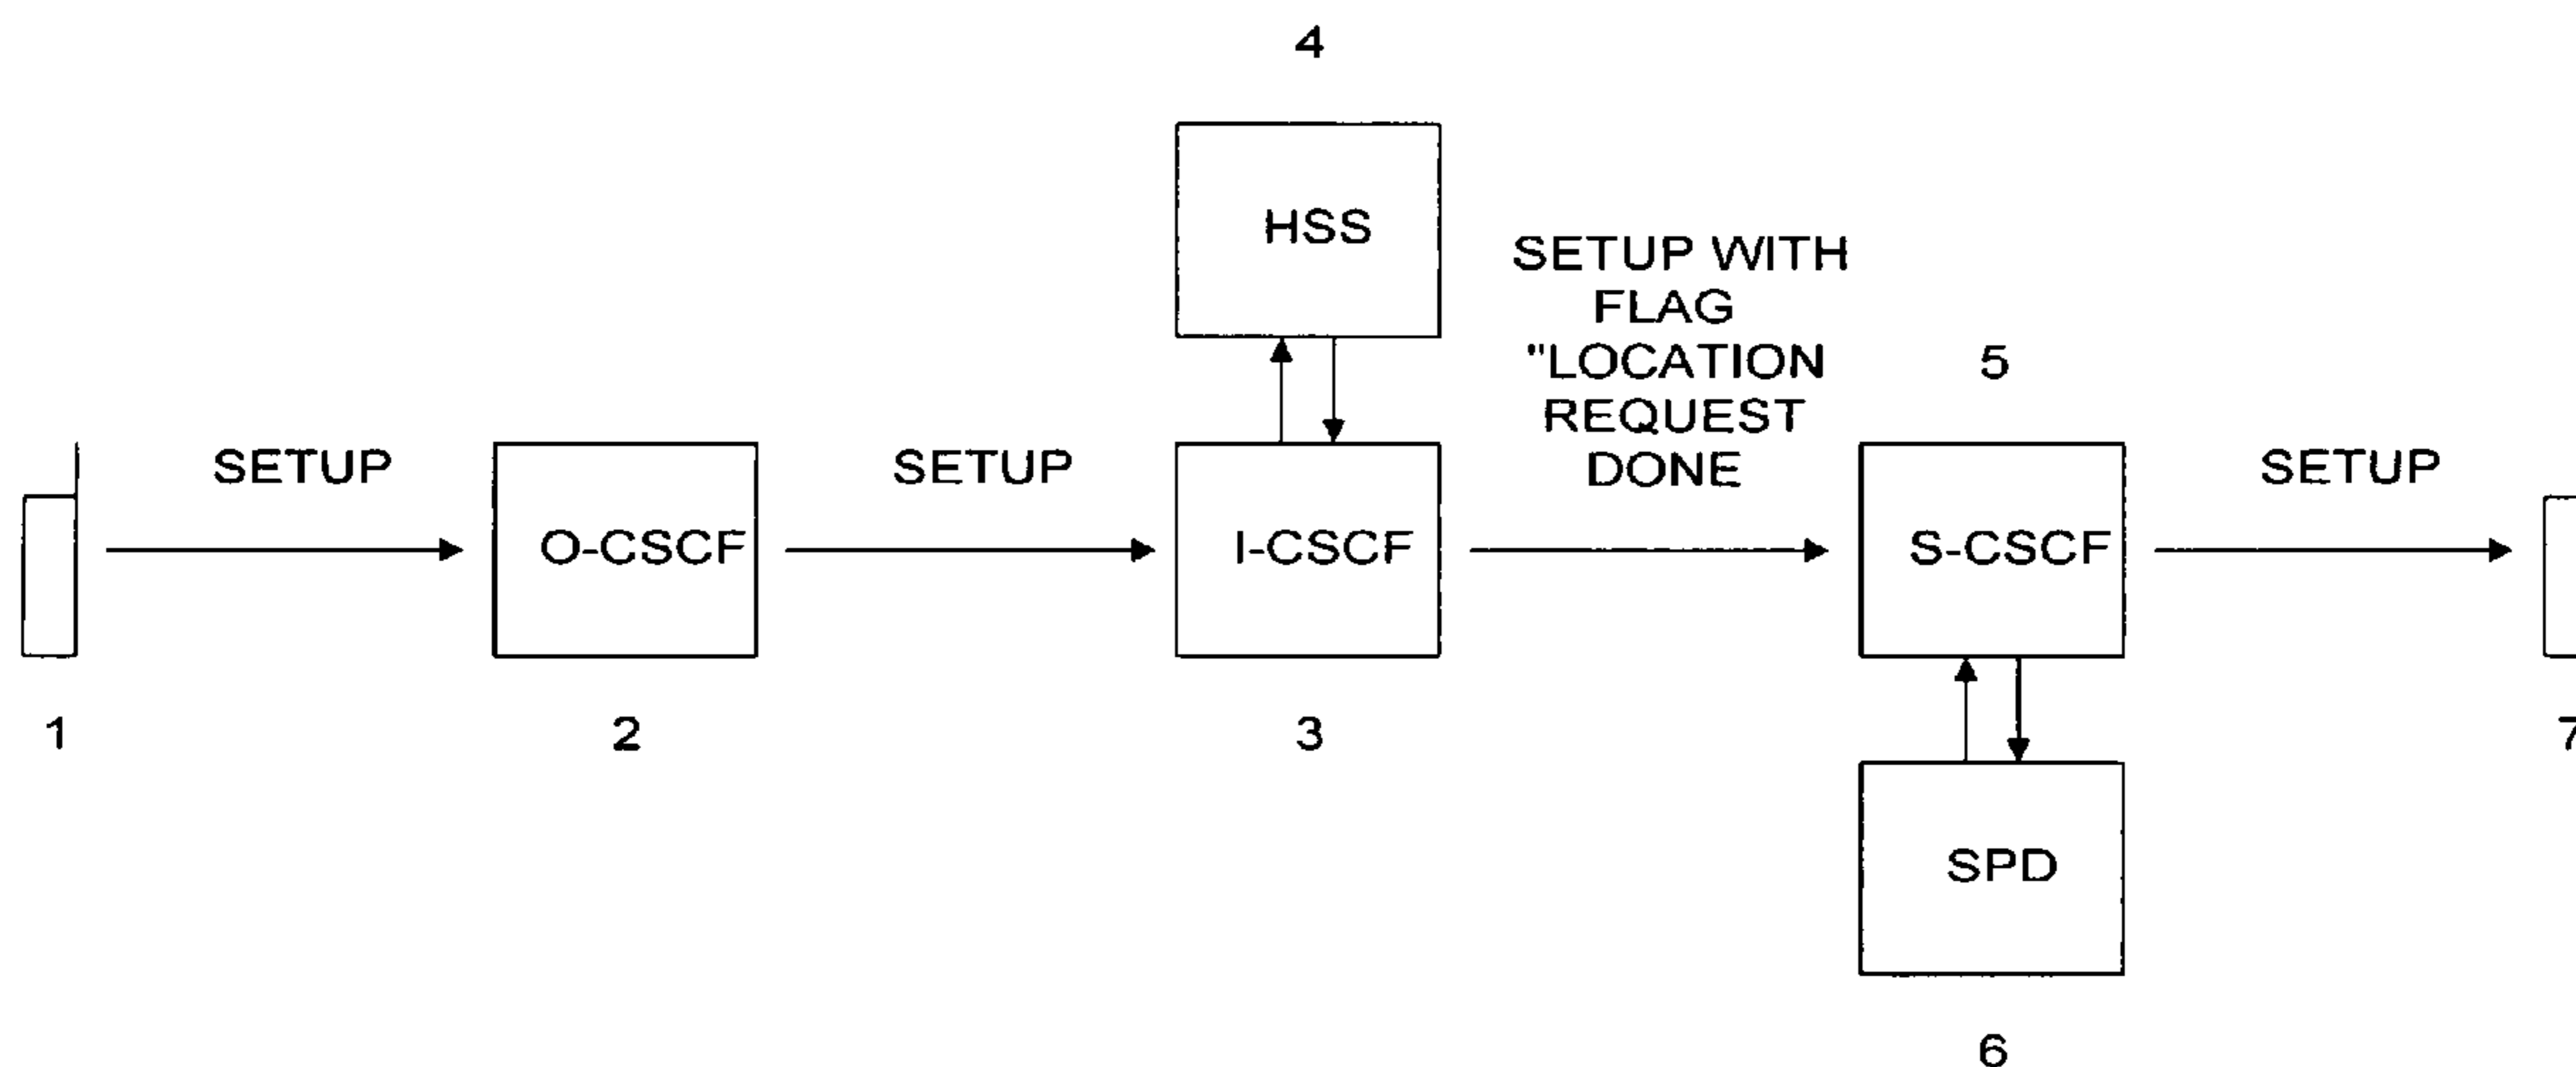 4
HSS
SETUP WITH
FLAG
"LOCATION
REQUEST
DONE
5
SETUP
SETUP
SETUP
O-CSCF
I-CSCF
S-CSCF
1
2
3
7
SPD
6